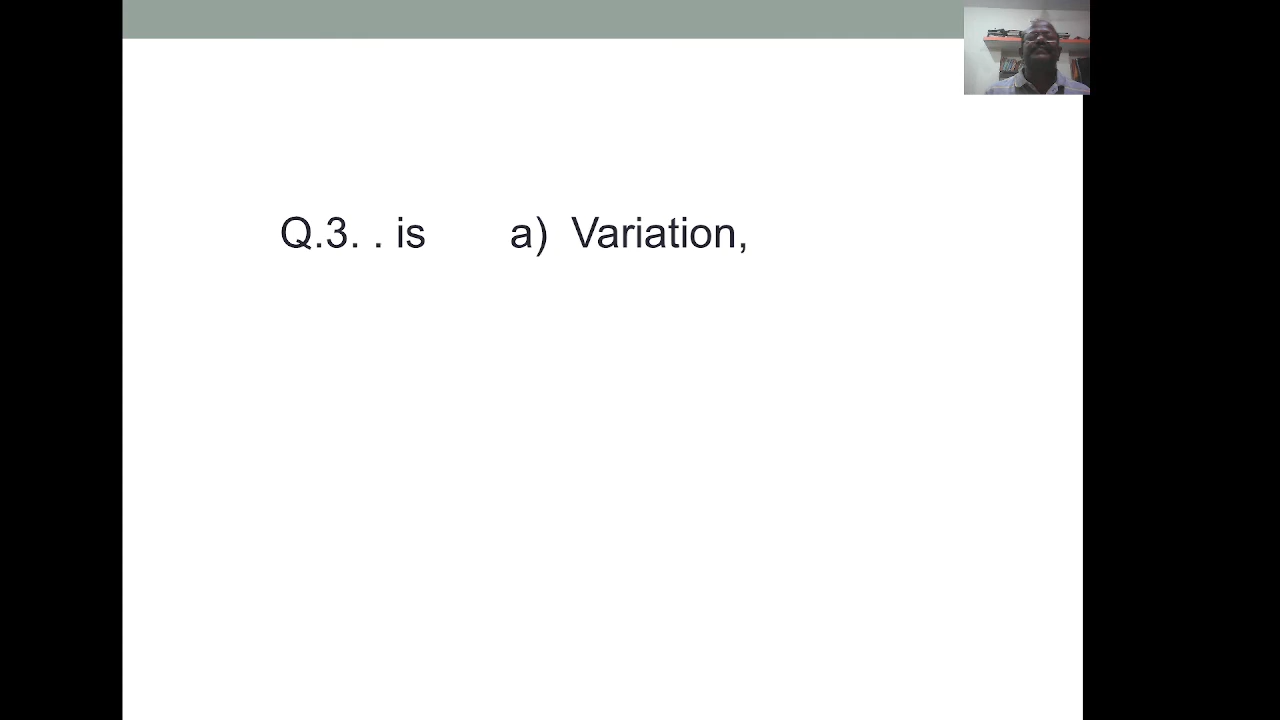 Q.3. . is a) Variation,